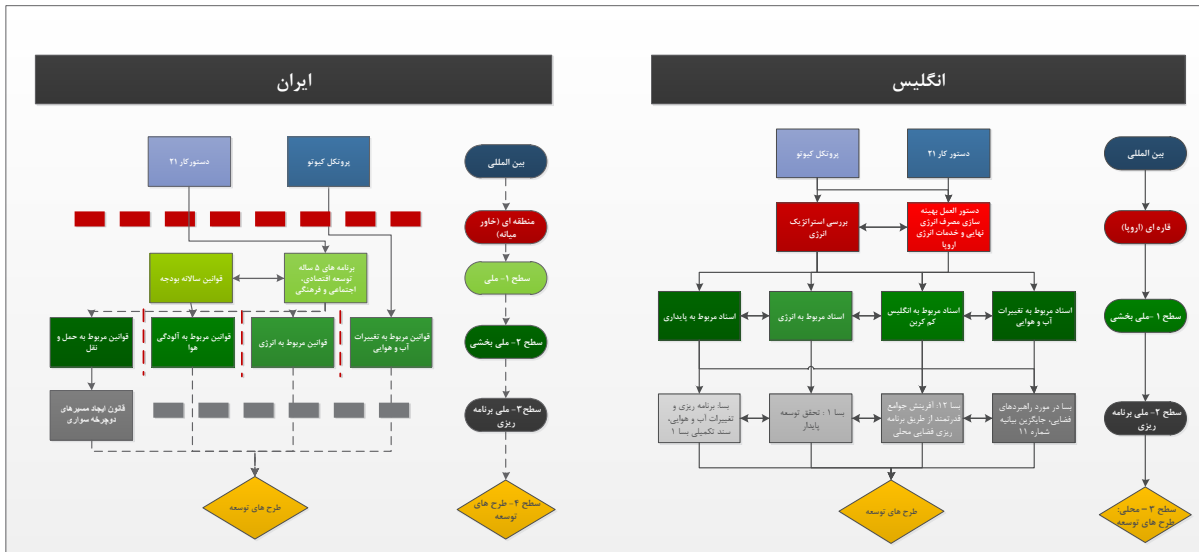 ایران
انگلیس
دستور کار ۲۱
پروتکل کیوتو
بین المللی
منطقه ای (خاور
میانه)
قوانین سالانه بودجه
برنامه های ۵ ساله
توسعه اقتصادی،
اجتماعی و فرهنگی
سطح ۱- ملی
قوانین مربوط به حمل و
نقل
قوانین مربوط به آلودگی
هوا
قوانین مربوط به انرژی
قوانین مربوط به تغییرات
آب و هوایی
سطح ۲- ملی بخشی
قانون ایجاد مسیرهای
دوچرخه سواری
سطح ۳- ملی برنامه
ریزی
طرح های توسعه
سطح ۴- طرح های
توسعه
پروتکل کیوتو
دستور کار ۲۱
بین المللی
بررسی استراتژیک
انرژی
دستور العمل بهینه
سازی مصرف انرژی
نهایی و خدمات انرژی
اروپا
قاره ای (اروپا)
اسناد مربوط به پایداری
اسناد مربوط به انرژی
اسناد مربوط به انگلیس
کم کربن
اسناد مربوط به تغییرات
آب و هوایی
سطح ۱ -ملی بخشی
بسا: برنامه ریزی و
تغییرات آب و هوایی،
سند تکمیلی بسا ۱
بسا ۱ : تحقق توسعه
پایدار
بسا ۱۲: آفرینش جوامع
قدرتمند از طریق برنامه
ریزی فضایی محلی
بسا در مورد راهبردهای
فضایی، جایگزین بیانیه
شماره ۱۱
سطح ۲- ملی برنامه
ریزی
طرح های توسعه
سطح ۳ – محلی:
طرح های توسعه